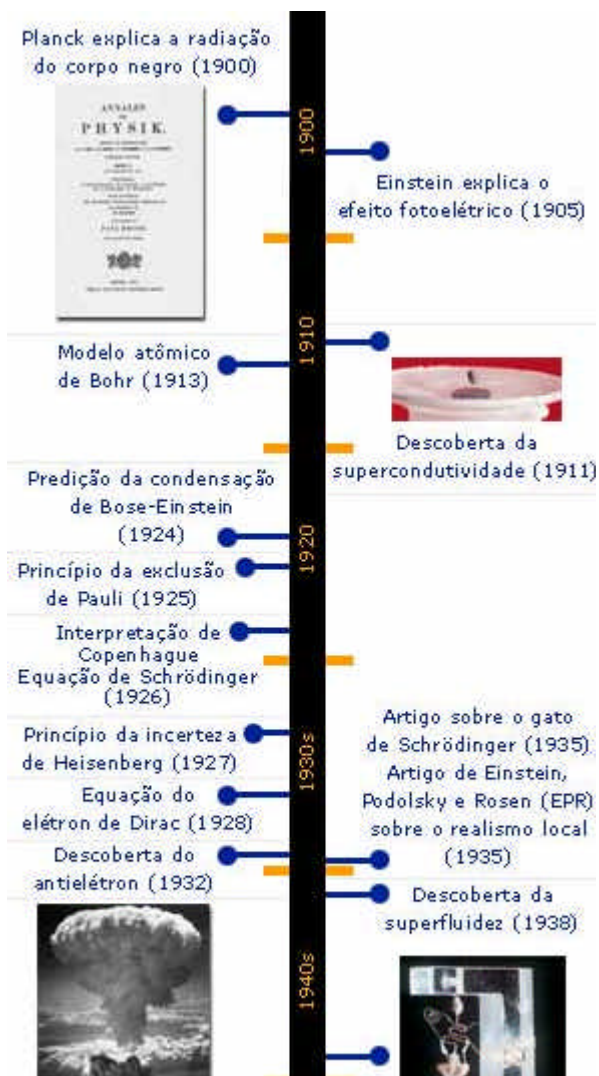 Planck explica a radiação
do corpo negro (1900)
ANNALEN
DER
PHYSIK.
1900
Einstein explica o
efeito fotoelétrico (1905)
1910
Modelo atômico
de Bohr (1913)
Descoberta da
supercondutividade (1911)
Predição da condensação
de Bose-Einstein
(1924)
1920
Princípio da exclusão
de Pauli (1925)
Interpretação de
Copenhague
Equação de Schrödinger
(1926)
Princípio da incerteza
de Heisenberg (1927)
1930s
Artigo sobre o gato
de Schrödinger (1935)
Artigo de Einstein,
Podolsky e Rosen (EPR)
sobre o realismo local
(1935)
Equação do
elétron de Dirac (1928)
Descoberta do
antielétron (1932)
Descoberta da
superfluidez (1938)
1940s